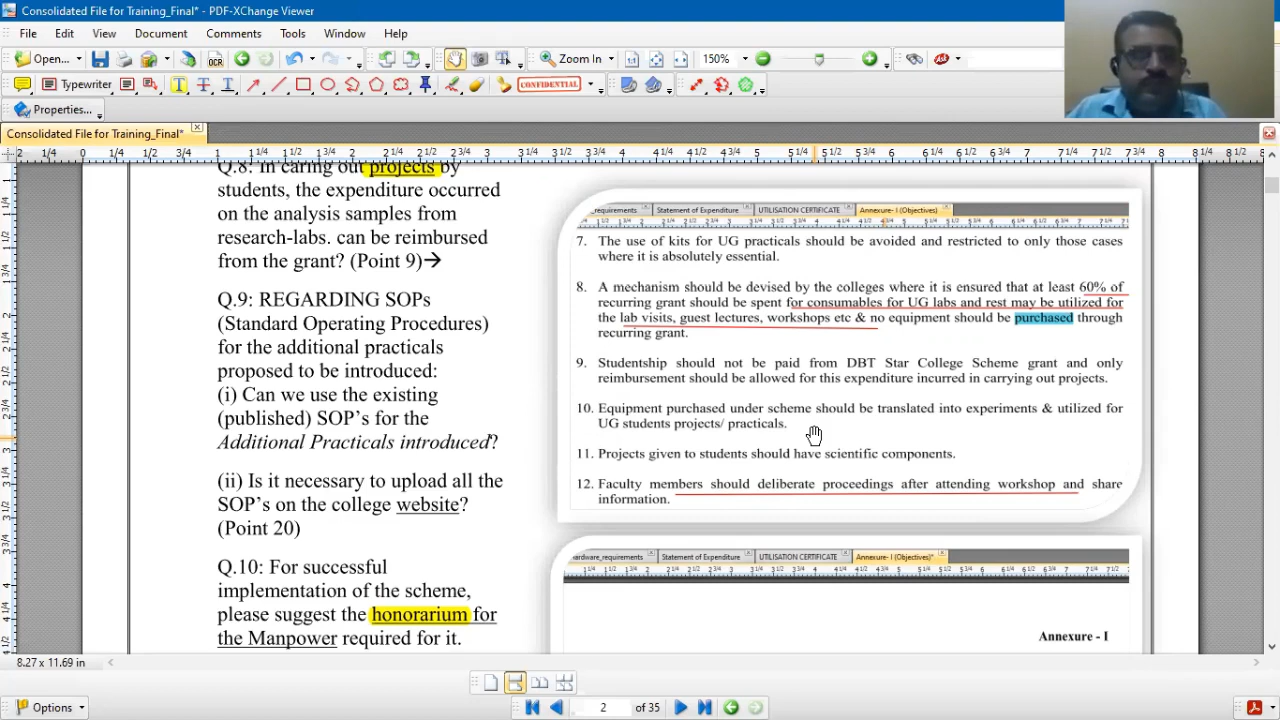 Consolidated File for Training_Final* - PDF-XChange Viewer
File Edit View Document Comments Tools Window Help
Open... OCR Zoom In 150%
Typewriter CONFIDENTIAL
Properties...
Consolidated File for Training_Final*
Q.8: In caring out projects by
students, the expenditure occurred
on the analysis samples from
research-labs. can be reimbursed
from the grant? (Point 9)→
Q.9: REGARDING SOPs
(Standard Operating Procedures)
for the additional practicals
proposed to be introduced:
(i) Can we use the existing
(published) SOP’s for the
Additional Practicals introduced?
(ii) Is it necessary to upload all the
SOP’s on the college website?
(Point 20)
Q.10: For successful
implementation of the scheme,
please suggest the honorarium for
the Manpower required for it.
_requirements Statement of Expenditure UTILISATION CERTIFICATE Annexure- I (Objectives)
7. The use of kits for UG practicals should be avoided and restricted to only those cases
where it is absolutely essential.
8. A mechanism should be devised by the colleges where it is ensured that at least 60% of
recurring grant should be spent for consumables for UG labs and rest may be utilized for
the lab visits, guest lectures, workshops etc & no equipment should be purchased through
recurring grant.
9. Studentship should not be paid from DBT Star College Scheme grant and only
reimbursement should be allowed for this expenditure incurred in carrying out projects.
10. Equipment purchased under scheme should be translated into experiments & utilized for
UG students projects/ practicals.
11. Projects given to students should have scientific components.
12. Faculty members should deliberate proceedings after attending workshop and share
information.
hardware_requirements Statement of Expenditure UTILISATION CERTIFICATE Annexure- I (Objectives)*
Annexure - I
8.27 x 11.69 in
Options 2 of 35